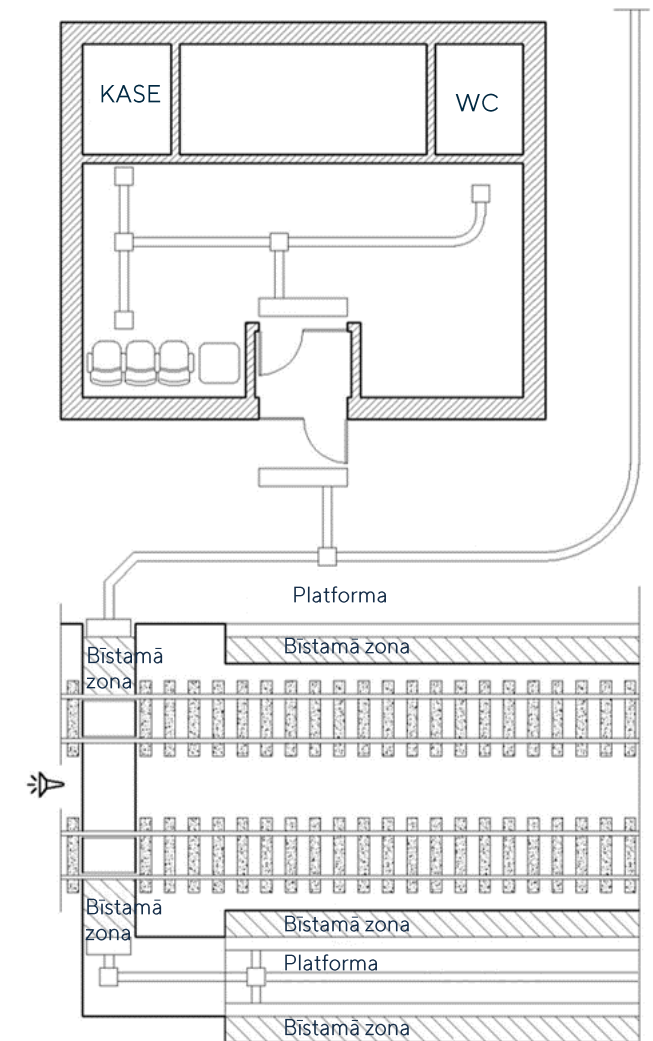 KASE
WC
Platforma
Bīstamā zona
Bīstamā
zona
Bīstamā
zona
Bīstamā zona
Platforma
Bīstamā zona